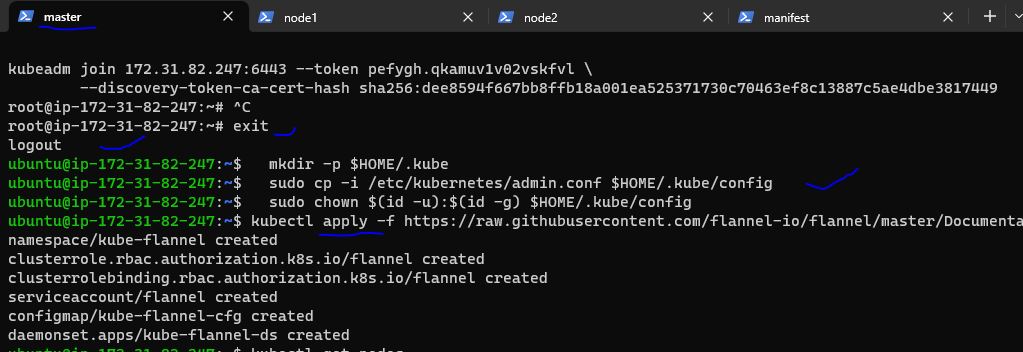 master
node1
node2
manifest
kubeadm join 172.31.82.247:6443 --token pefygh.qkamuv1v02vskfvl \
        --discovery-token-ca-cert-hash sha256:dee8594f667bb8ffb18a001ea525371730c70463ef8c13887c5ae4dbe3817449
root@ip-172-31-82-247:~# ^C
root@ip-172-31-82-247:~# exit
logout
ubuntu@ip-172-31-82-247:~$   mkdir -p $HOME/.kube
ubuntu@ip-172-31-82-247:~$   sudo cp -i /etc/kubernetes/admin.conf $HOME/.kube/config
ubuntu@ip-172-31-82-247:~$   sudo chown $(id -u):$(id -g) $HOME/.kube/config
ubuntu@ip-172-31-82-247:~$ kubectl apply -f https://raw.githubusercontent.com/flannel-io/flannel/master/Documenta
namespace/kube-flannel created
clusterrole.rbac.authorization.k8s.io/flannel created
clusterrolebinding.rbac.authorization.k8s.io/flannel created
serviceaccount/flannel created
configmap/kube-flannel-cfg created
daemonset.apps/kube-flannel-ds created